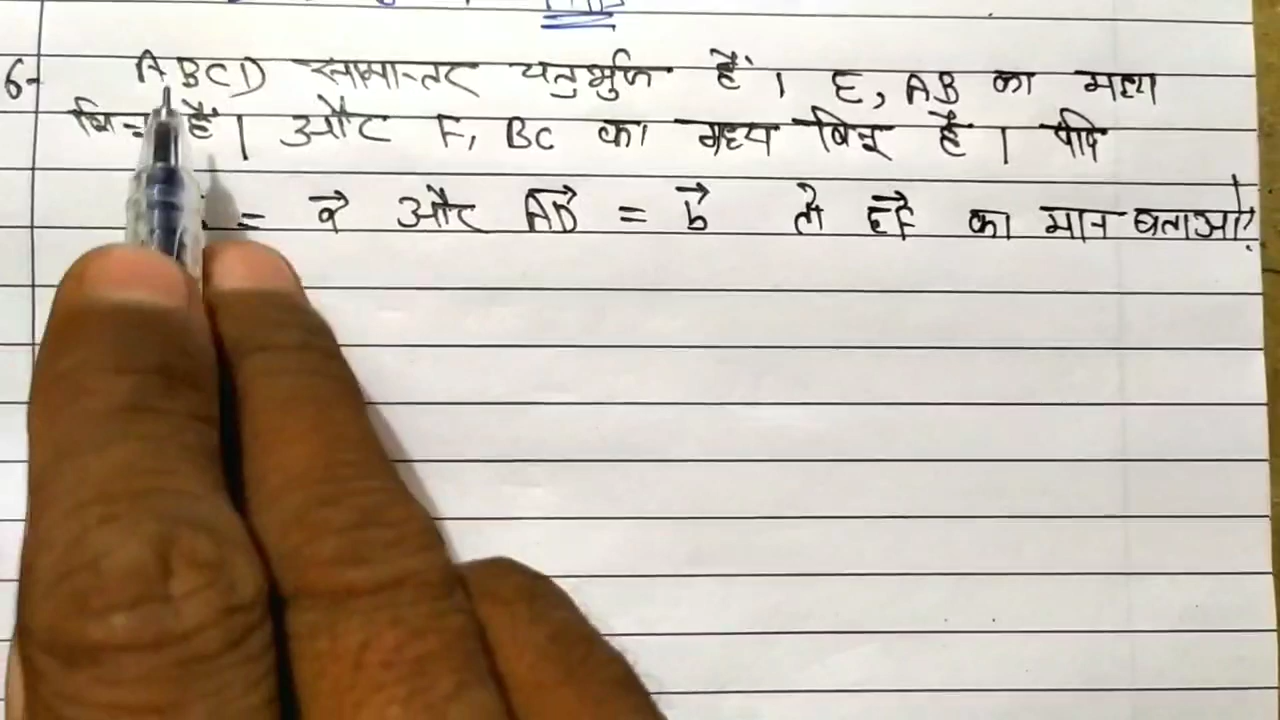 6- ABCD समान्तर चतुर्भुज हैं। E, AB का मध्य
है। और F, BC का मध्य बिन्दु है। यदि
= a⃗ और AD⃗ = b⃗ तो EF⃗ का मान बताओ?